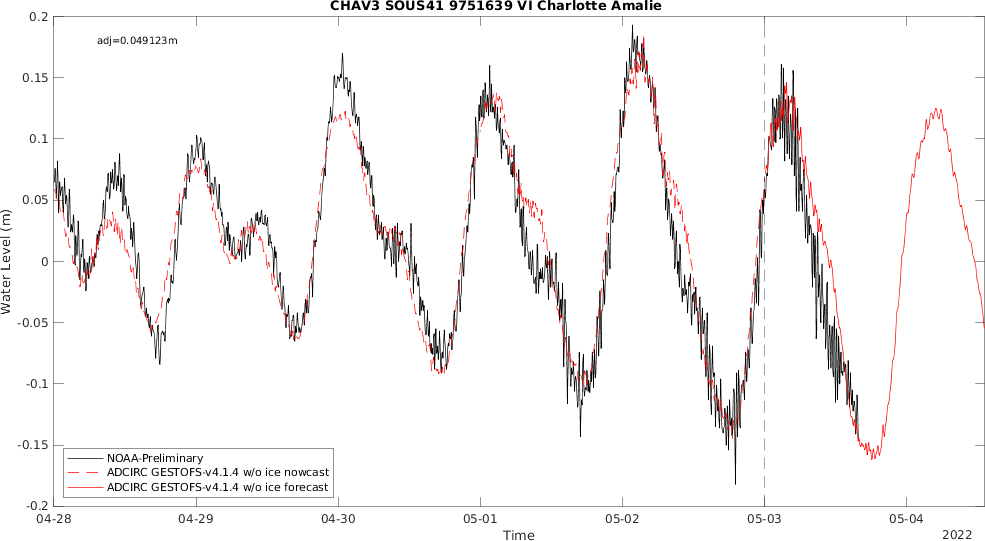 CHAV3 SOUS41 9751639 VI Charlotte Amalie
adj=0.049123m
0.2
0.15
0.1
0.05
0
-0.05
-0.1
-0.15
-0.2
Water Level (m)
NOAA-Preliminary
ADCIRC GESTOFS-v4.1.4 w/o ice nowcast
ADCIRC GESTOFS-v4.1.4 w/o ice forecast
04-28 04-29 04-30 05-01 05-02 05-03 05-04
Time
2022